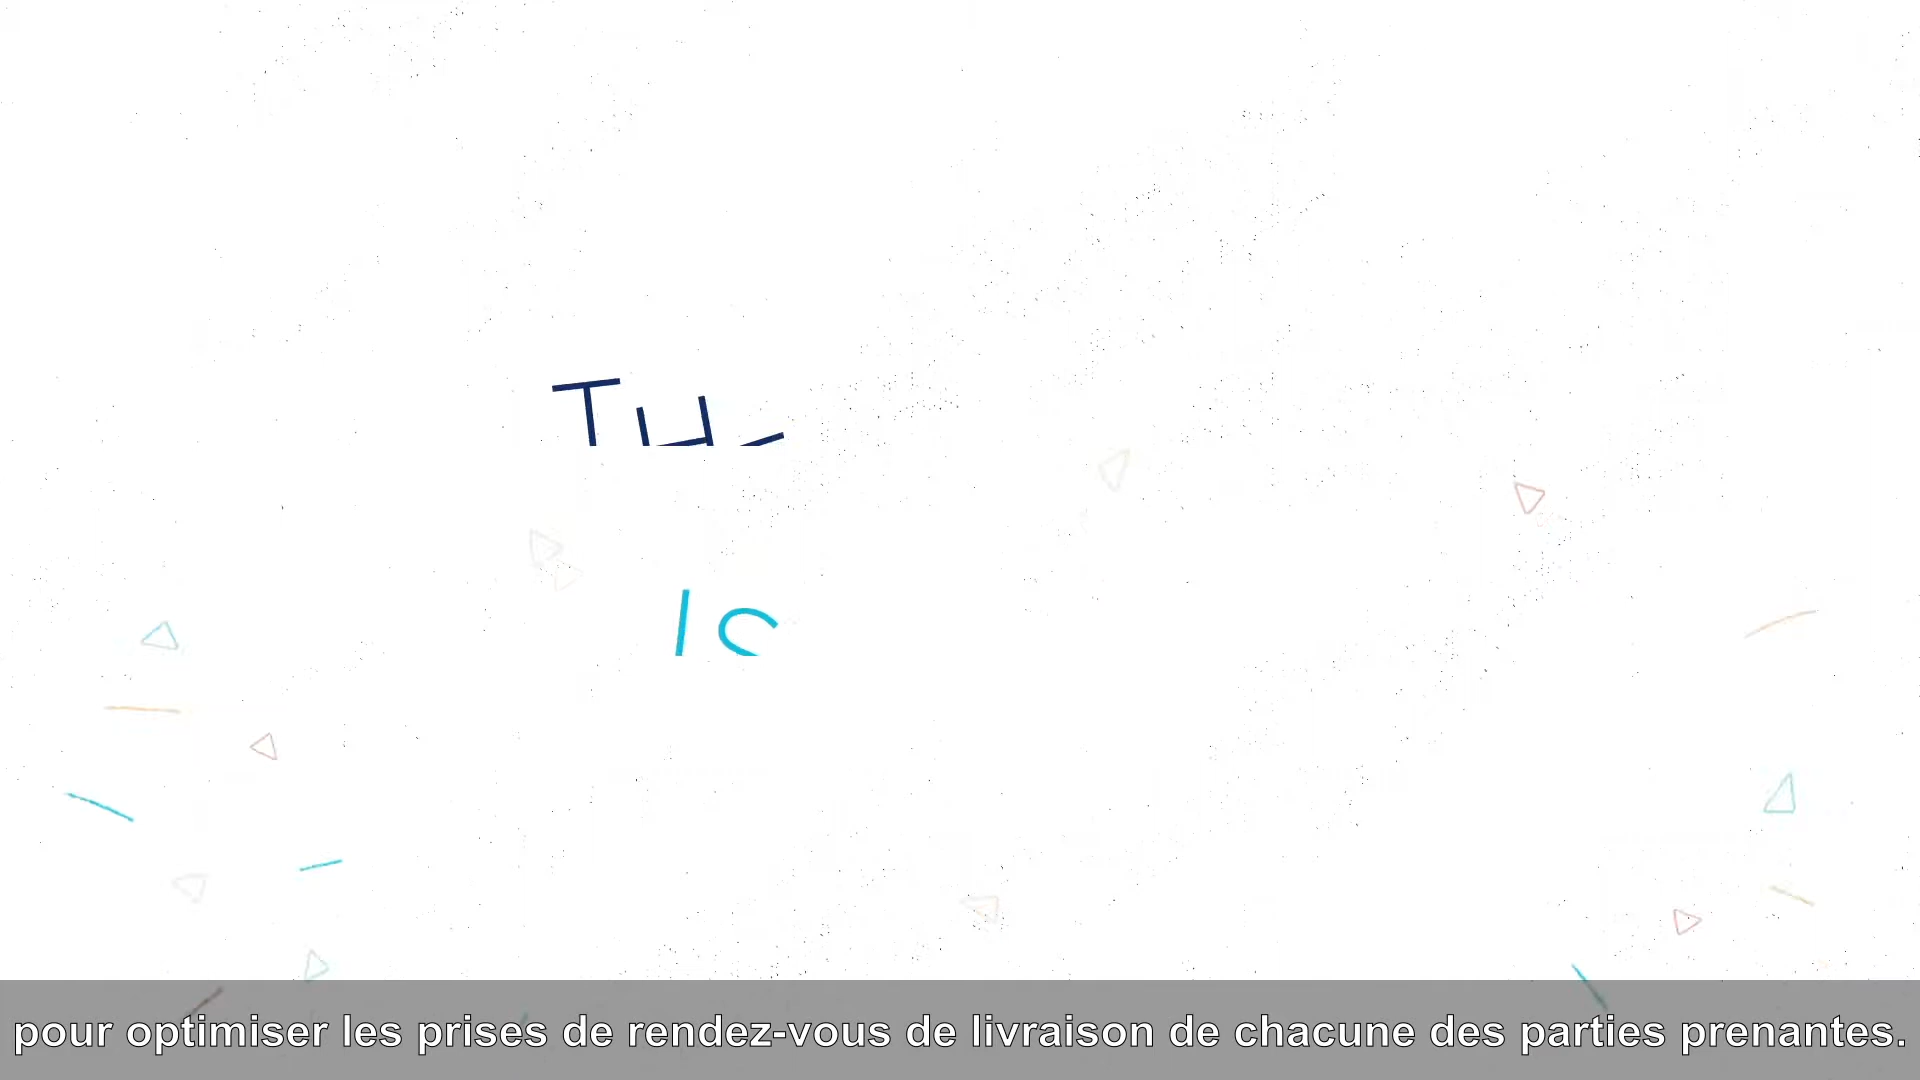 pour optimiser les prises de rendez-vous de livraison de chacune des parties prenantes.